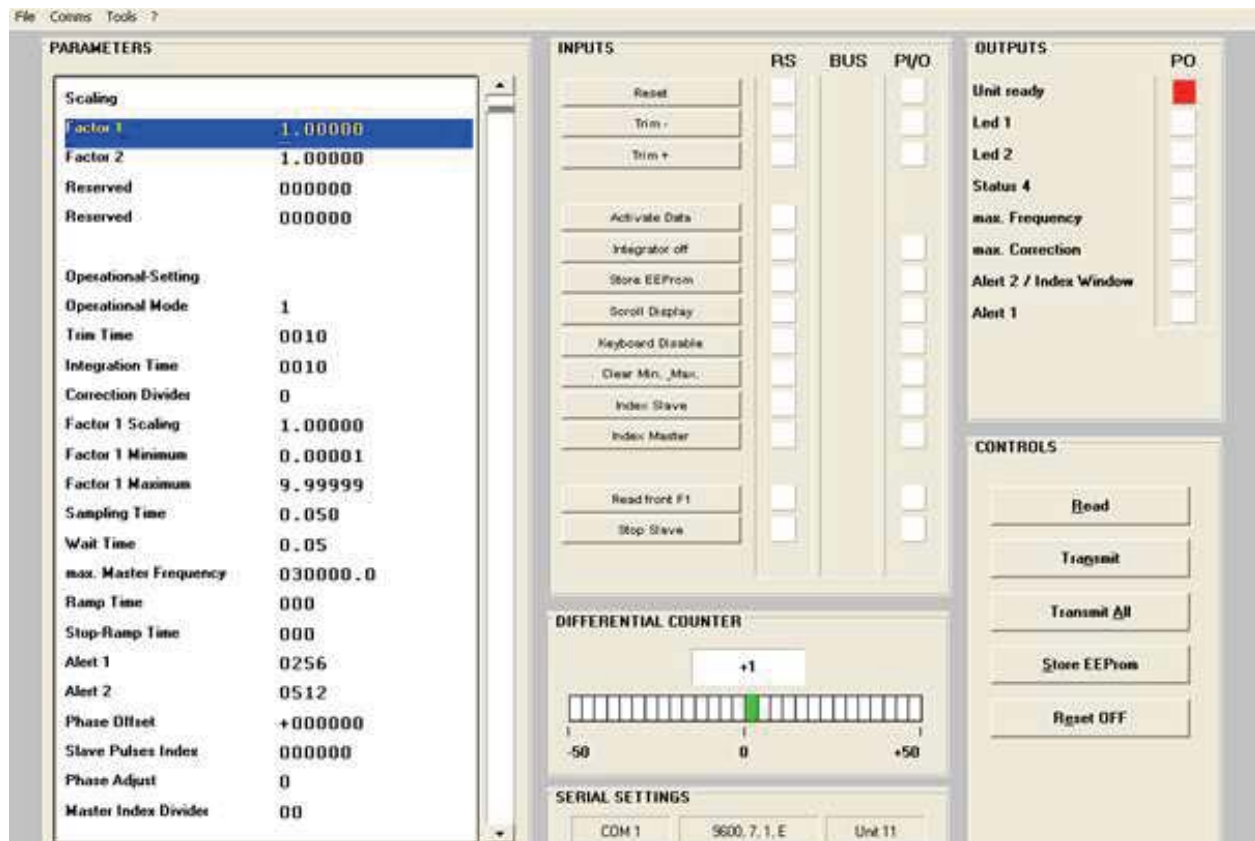 File Comms Tools ?
PARAMETERS
Scaling
Factor 1 1.00000
Factor 2 1.00000
Reserved 000000
Reserved 000000
Operational-Setting
Operational Mode 1
Trim Time 0010
Integration Time 0010
Correction Divider 0
Factor 1 Scaling 1.00000
Factor 1 Minimum 0.00001
Factor 1 Maximum 9.99999
Sampling Time 0.050
Wait Time 0.05
max. Master Frequency 030000.0
Ramp Time 000
Stop-Ramp Time 000
Alert 1 0256
Alert 2 0512
Phase Offset +000000
Slave Pulses Index 000000
Phase Adjust 0
Master Index Divider 00
INPUTS
RS BUS PI/O
Reset
Trim -
Trim +
Activate Data
Integrator off
Store EEProm
Scroll Display
Keyboard Disable
Clear Min. _Max.
Index Slave
Index Master
Read front F1
Stop Slave
DIFFERENTIAL COUNTER
+1
-50 0 +50
SERIAL SETTINGS
COM 1 9600, 7, 1, E Unit 11
OUTPUTS
PO
Unit ready
Led 1
Led 2
Status 4
max. Frequency
max. Correction
Alert 2 / Index Window
Alert 1
CONTROLS
Read
Transmit
Transmit All
Store EEProm
Reset OFF